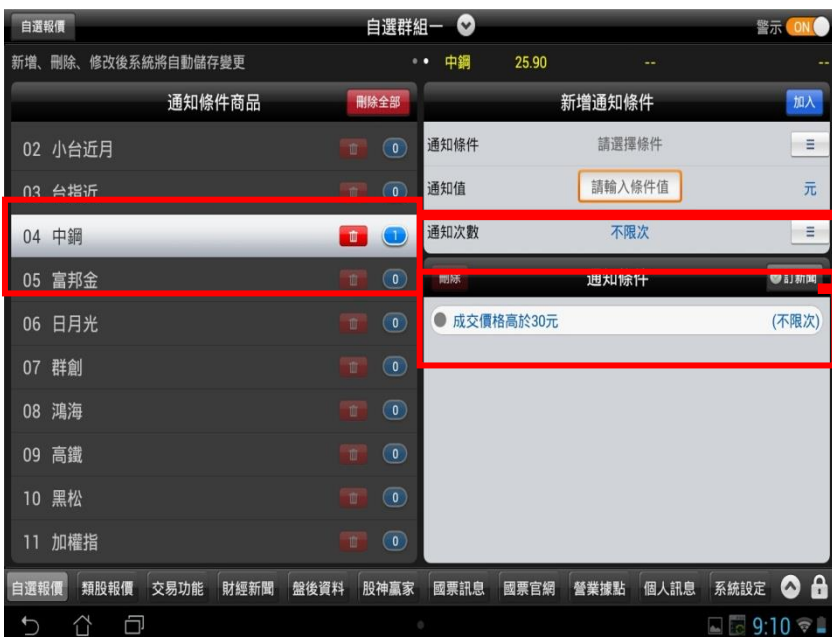 自選報價
自選群組一
警示 ON
新增、刪除、修改後系統將自動儲存變更
中鋼 25.90 -- --
通知條件商品
刪除全部
02 小台近月 0
03 台指近 0
04 中鋼 1
05 富邦金 0
06 日月光 0
07 群創 0
08 鴻海 0
09 高鐵 0
10 黑松 0
11 加權指 0
新增通知條件
加入
通知條件 請選擇條件
通知值 請輸入條件值 元
通知次數 不限次
刪除 通知條件 訂新聞
成交價格高於30元 (不限次)
自選報價 類股報價 交易功能 財經新聞 盤後資料 股神贏家 國票訊息 國票官網 營業據點 個人訊息 系統設定
9:10